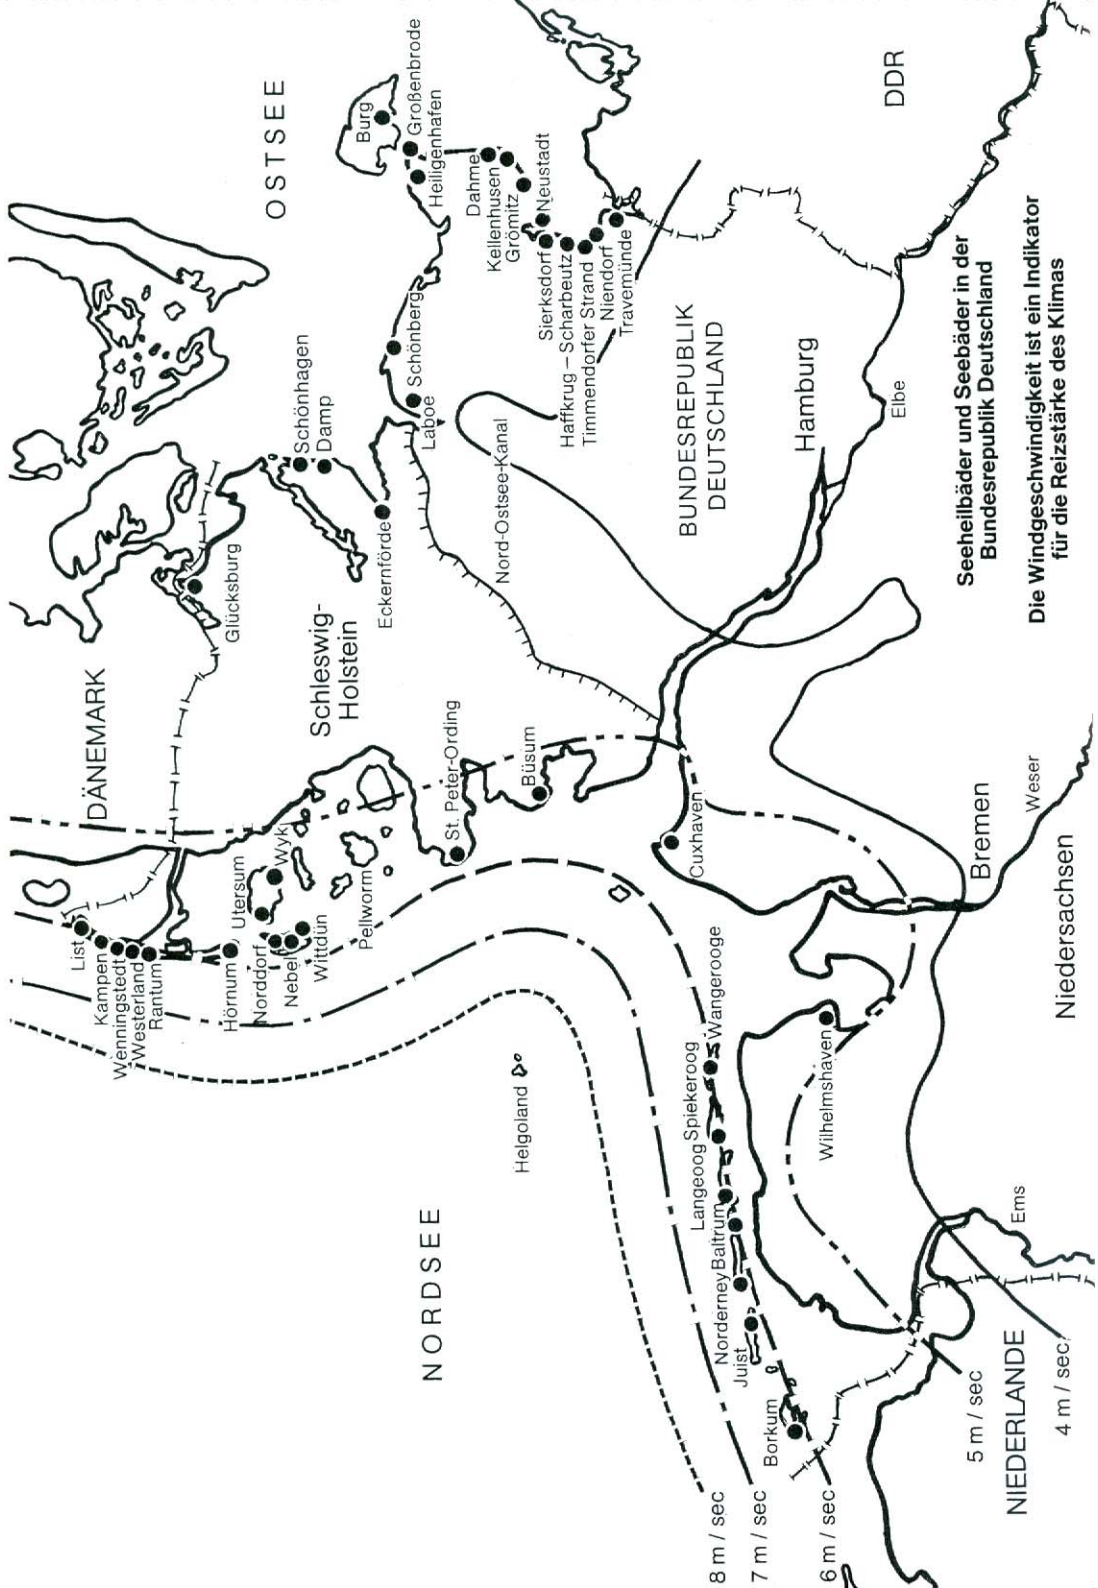 OSTSEE
Burg
Großenbrode
Heiligenhafen
Dahme
Kellenhusen
Grömitz
Neustadt
Sierksdorf
Haffkrug – Scharbeutz
Timmendorfer Strand
Niendorf
Travemünde
DDR
Schönberg
Laboe
Schönhagen
Damp
Eckernförde
Glücksburg
DÄNEMARK
Schleswig-
Holstein
Nord-Ostsee-Kanal
BUNDESREPUBLIK
DEUTSCHLAND
Hamburg
Elbe
Seeheilbäder und Seebäder in der
Bundesrepublik Deutschland
Die Windgeschwindigkeit ist ein Indikator
für die Reizstärke des Klimas
List
Kampen
Wenningstedt
Westerland
Rantum
Hörnum
Utersum
Wyk
Norddorf
Nebel
Wittdün
Pellworm
St. Peter-Ording
Büsum
Cuxhaven
Bremen
Weser
Niedersachsen
NORDSEE
Helgoland
Wangerooge
Spiekeroog
Langeoog
Baltrum
Norderney
Juist
Borkum
Wilhelmshaven
Ems
NIEDERLANDE
8 m / sec
7 m / sec
6 m / sec
5 m / sec
4 m / sec